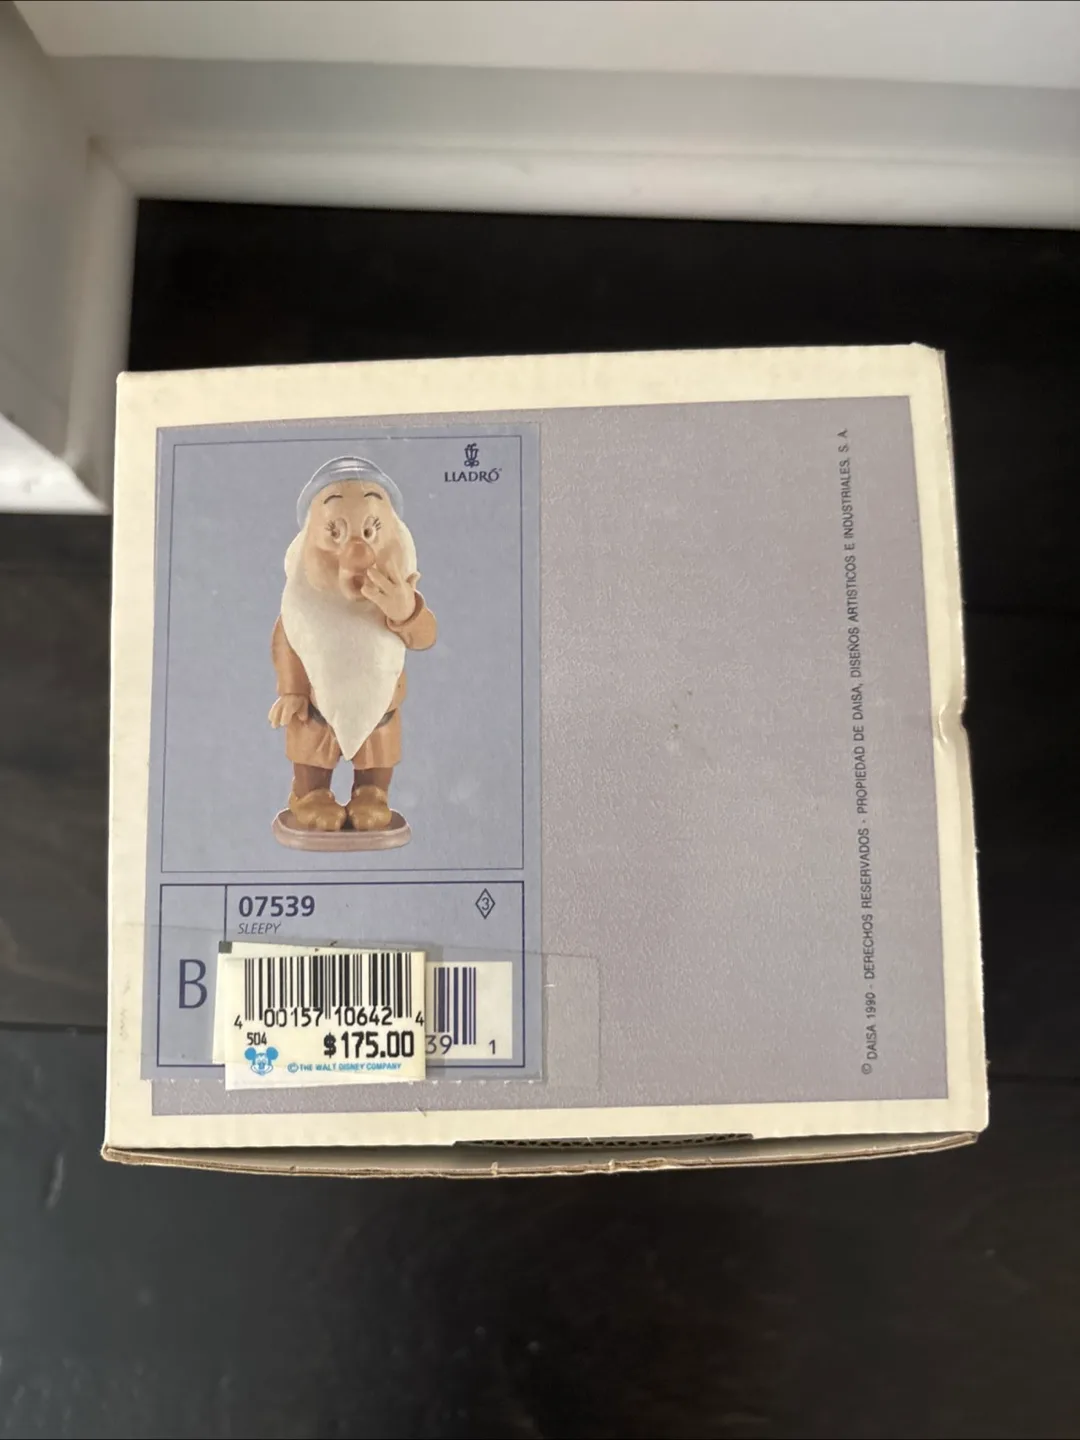 LLADRÓ
07539
3
SLEEPY
B
4 00157 10642 4
504
$175.00
© THE WALT DISNEY COMPANY
39 1
© DAISA 1990 - DERECHOS RESERVADOS - PROPIEDAD DE DAISA, DISEÑOS ARTISTICOS E INDUSTRIALES, S. A.